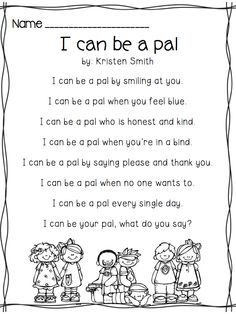 Name ____________________
I can be a pal
by: Kristen Smith
I can be a pal by smiling at you.
I can be a pal when you feel blue.
I can be a pal who is honest and kind.
I can be a pal when you're in a bind.
I can be a pal by saying please and thank you.
I can be a pal when no one wants to.
I can be a pal every single day.
I can be your pal, what do you say?